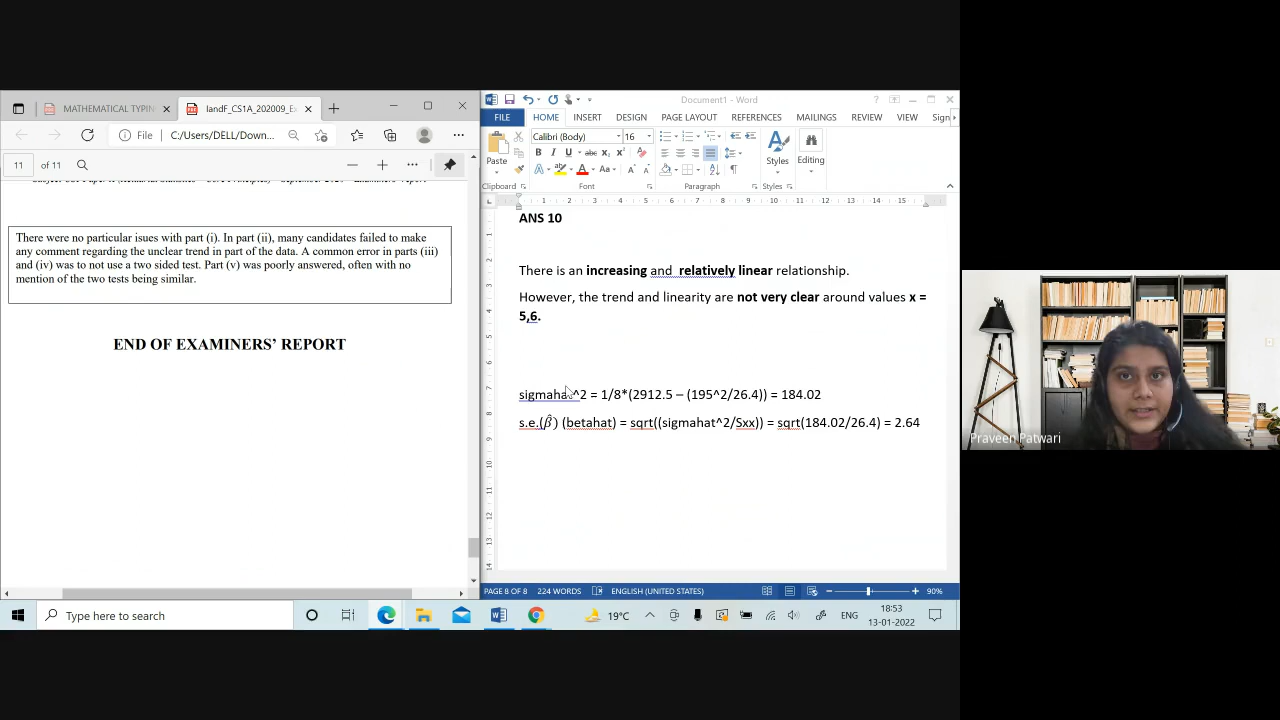 MATHEMATICAL TYPIN
IandF_CS1A_202009_Ex
File
C:/Users/DELL/Down...
11 of 11
There were no particular isues with part (i). In part (ii), many candidates failed to make
any comment regarding the unclear trend in part of the data. A common error in parts (iii)
and (iv) was to not use a two sided test. Part (v) was poorly answered, often with no
mention of the two tests being similar.
END OF EXAMINERS' REPORT
Document1 - Word
FILE HOME INSERT DESIGN PAGE LAYOUT REFERENCES MAILINGS REVIEW VIEW Sign
Calibri (Body) 16
Paste
Styles Editing
Clipboard Font Paragraph Styles
ANS 10
There is an increasing and relatively linear relationship.
However, the trend and linearity are not very clear around values x =
5,6.
sigmahat^2 = 1/8*(2912.5 – (195^2/26.4)) = 184.02
s.e.(β̂ ) (betahat) = sqrt((sigmahat^2/Sxx)) = sqrt(184.02/26.4) = 2.64
PAGE 8 OF 8 224 WORDS ENGLISH (UNITED STATES) 90%
Type here to search
19°C
ENG
18:53
13-01-2022
Praveen Patwari